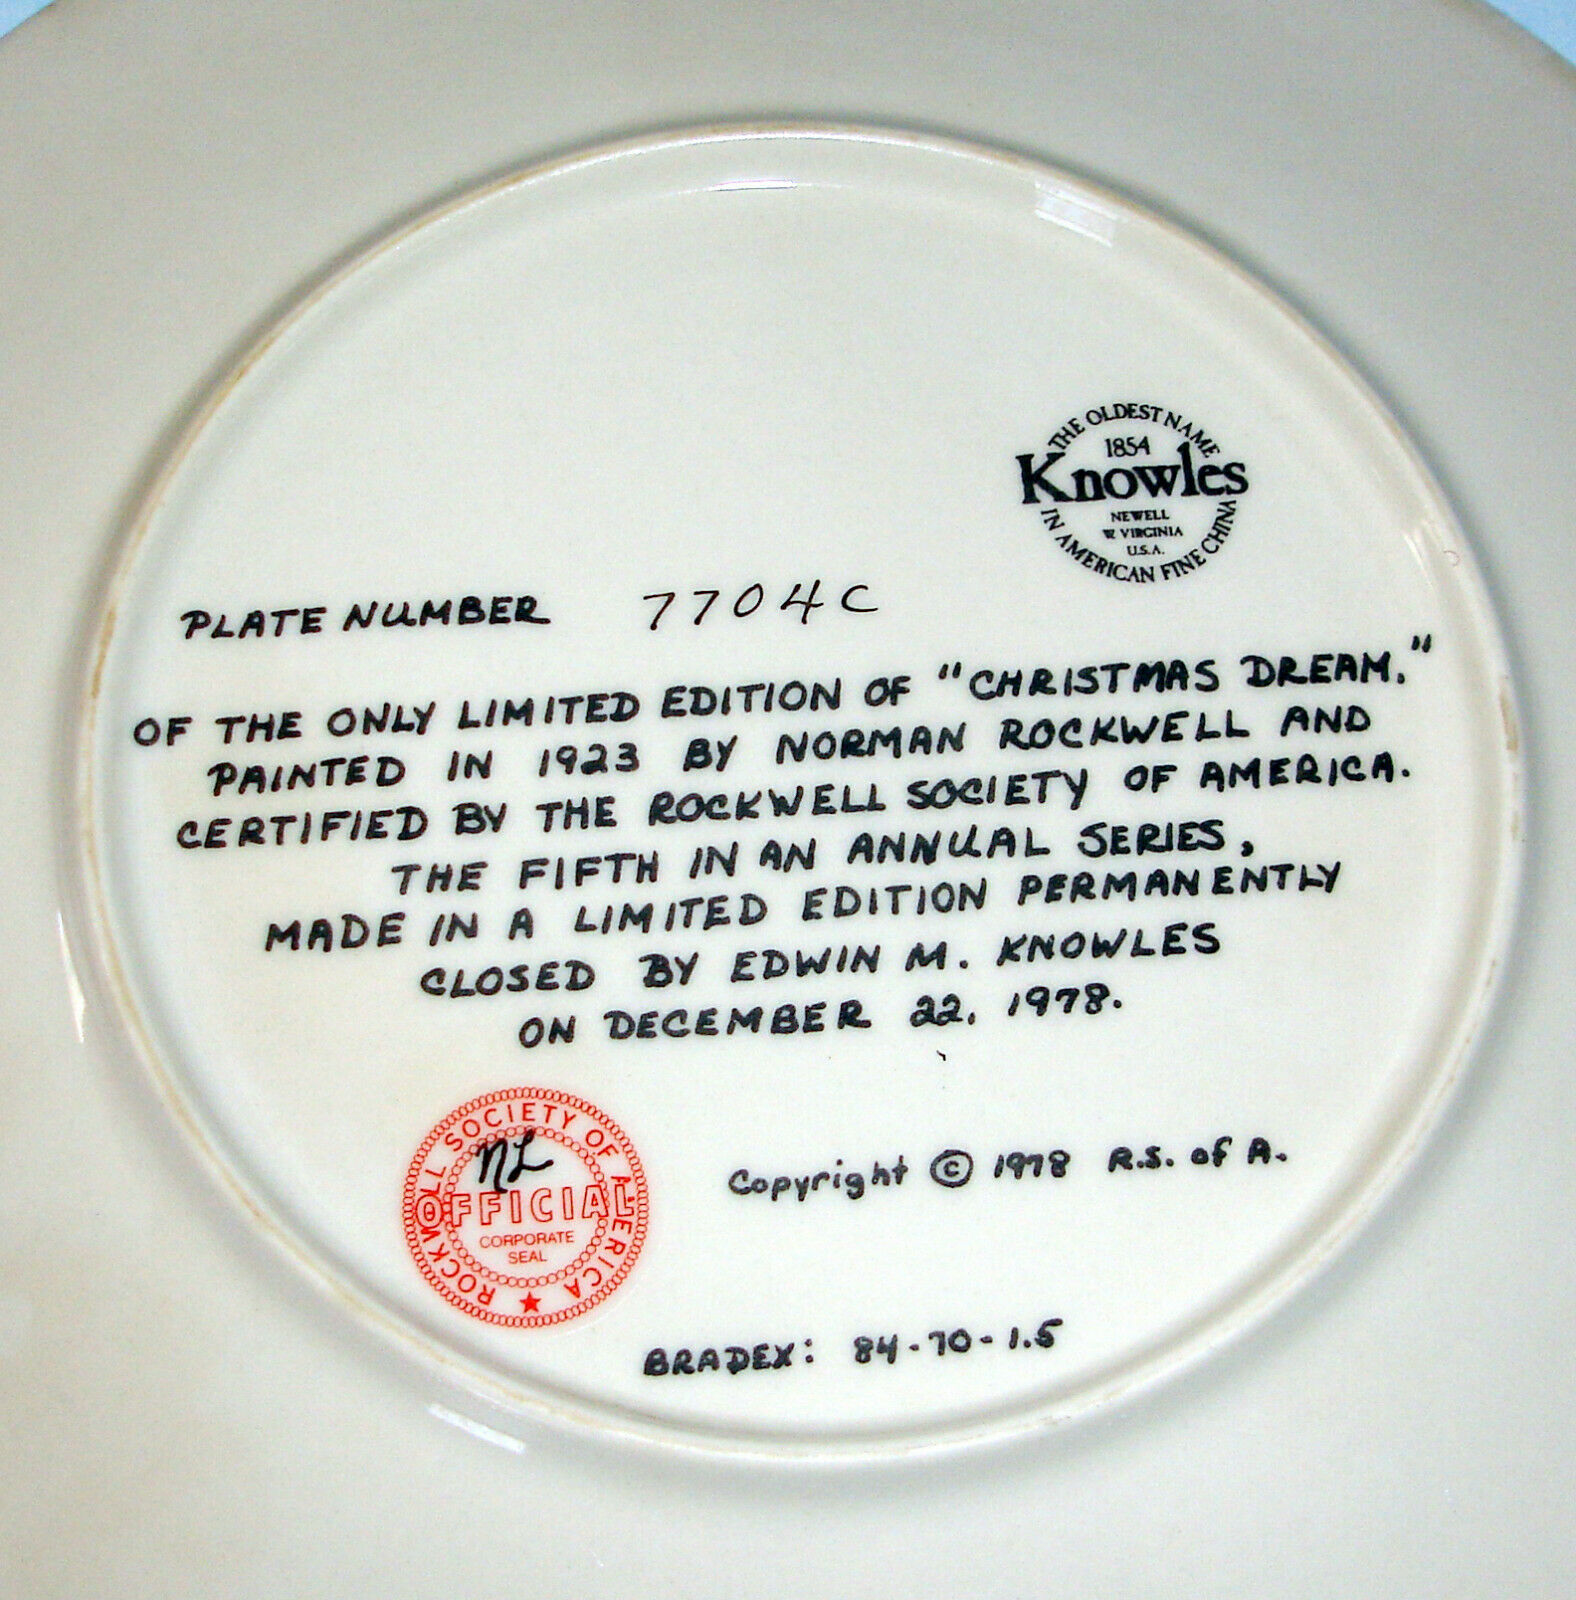 THE OLDEST NAME
1854
Knowles
NEWELL
W. VIRGINIA
U.S.A.
IN AMERICAN FINE CHINA
PLATE NUMBER 7704C
OF THE ONLY LIMITED EDITION OF "CHRISTMAS DREAM,"
PAINTED IN 1923 BY NORMAN ROCKWELL AND
CERTIFIED BY THE ROCKWELL SOCIETY OF AMERICA.
THE FIFTH IN AN ANNUAL SERIES,
MADE IN A LIMITED EDITION PERMANENTLY
CLOSED BY EDWIN M. KNOWLES
ON DECEMBER 22, 1978.
ROCKWELL SOCIETY OF AMERICA
NL
OFFICIAL
CORPORATE
SEAL
Copyright © 1978 R.S. of A.
BRADEX: 84-70-1.5